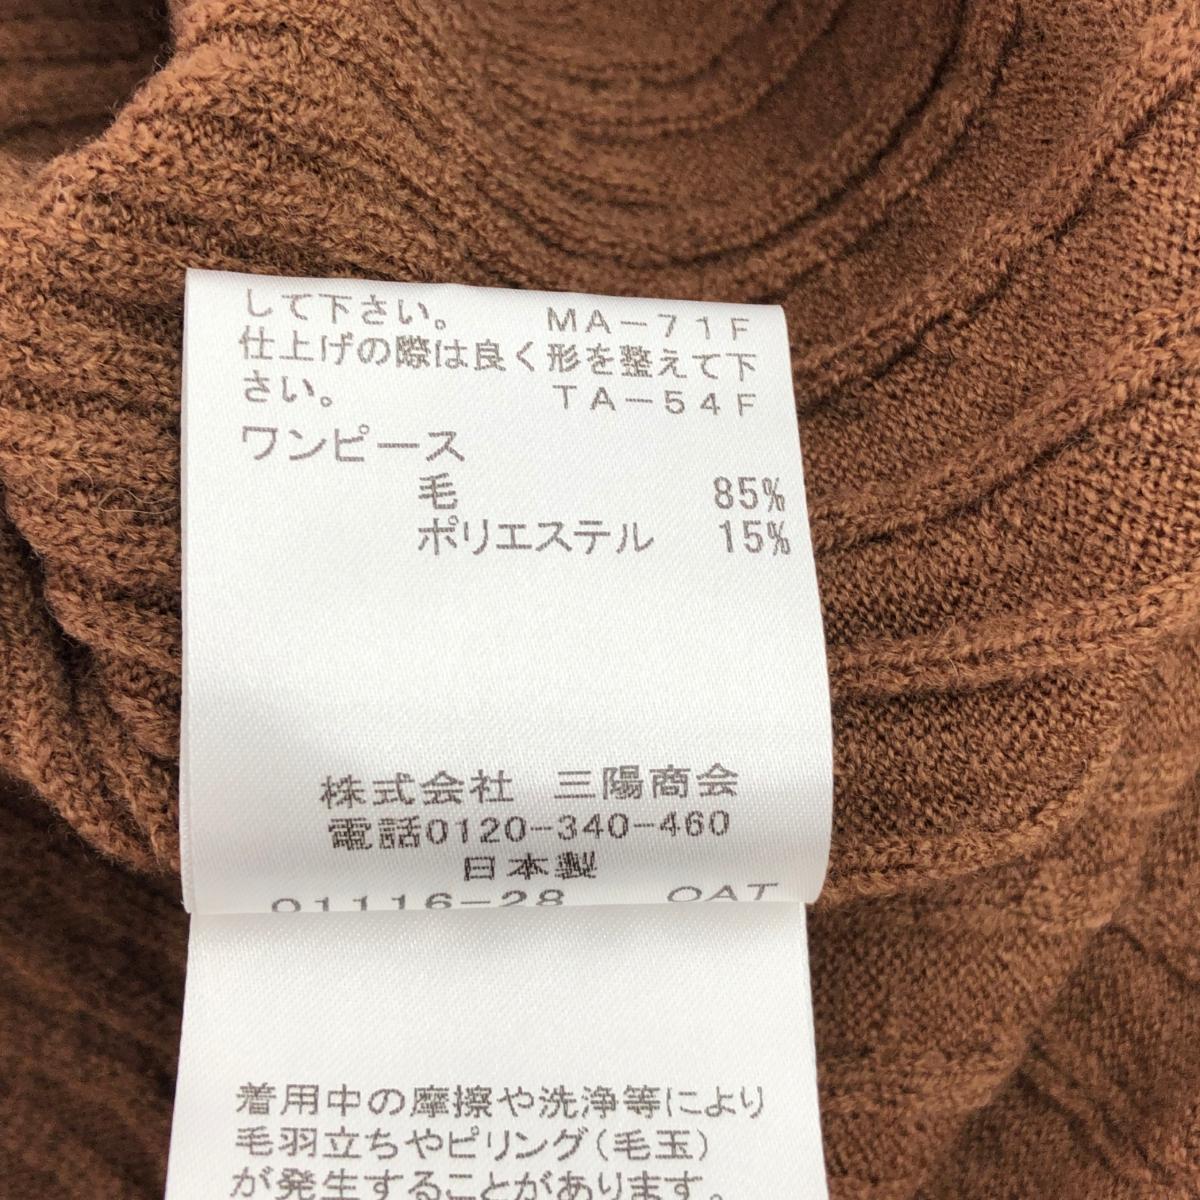 して下さい。 MA-71F
仕上げの際は良く形を整えて下
さい。 TA-54F
ワンピース
毛 85%
ポリエステル 15%
株式会社 三陽商会
電話0120-340-460
日本製
01116-28 OAT
着用中の摩擦や洗浄等により
毛羽立ちやピリング(毛玉)
が発生することがあります。